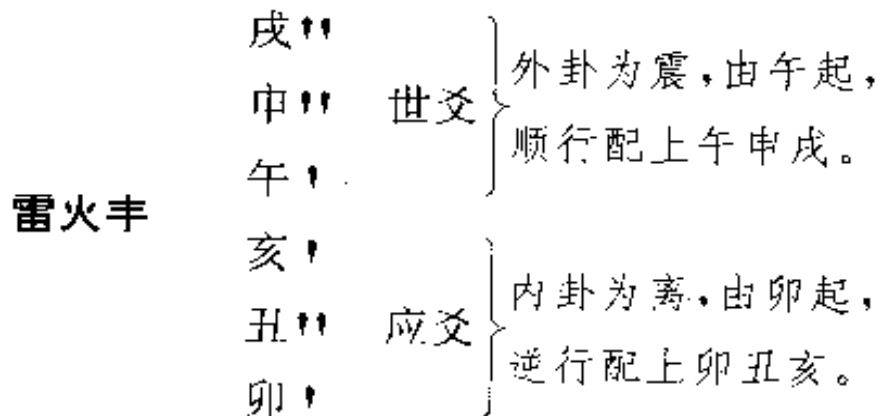 雷火丰
戌 ,,
申 ,, 世爻
午 ,
外卦为震，由午起，
顺行配上午申戌。
亥 ,
丑 ,, 应爻
卯 ,
内卦为离，由卯起，
逆行配上卯丑亥。